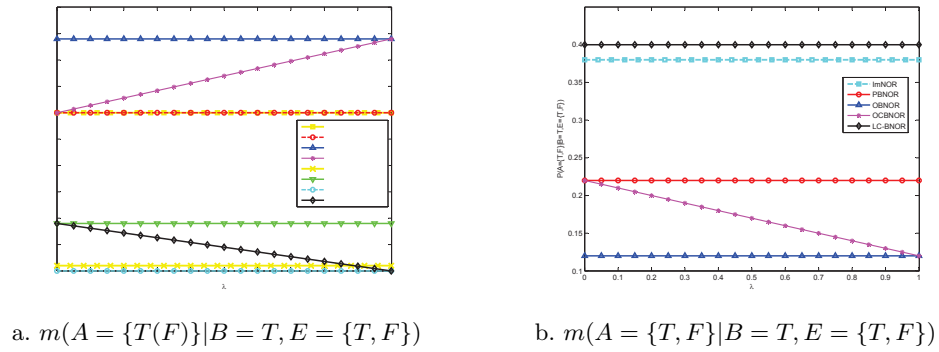 λ
P(A={T,F}|B=T,E={T,F})
0.4
0.35
0.3
0.25
0.2
0.15
0.1
ImNOR
PBNOR
OBNOR
OCBNOR
LC-BNOR
0 0.1 0.2 0.3 0.4 0.5 0.6 0.7 0.8 0.9 1
λ
a. m(A = {T(F)}|B = T, E = {T, F})
b. m(A = {T, F}|B = T, E = {T, F})